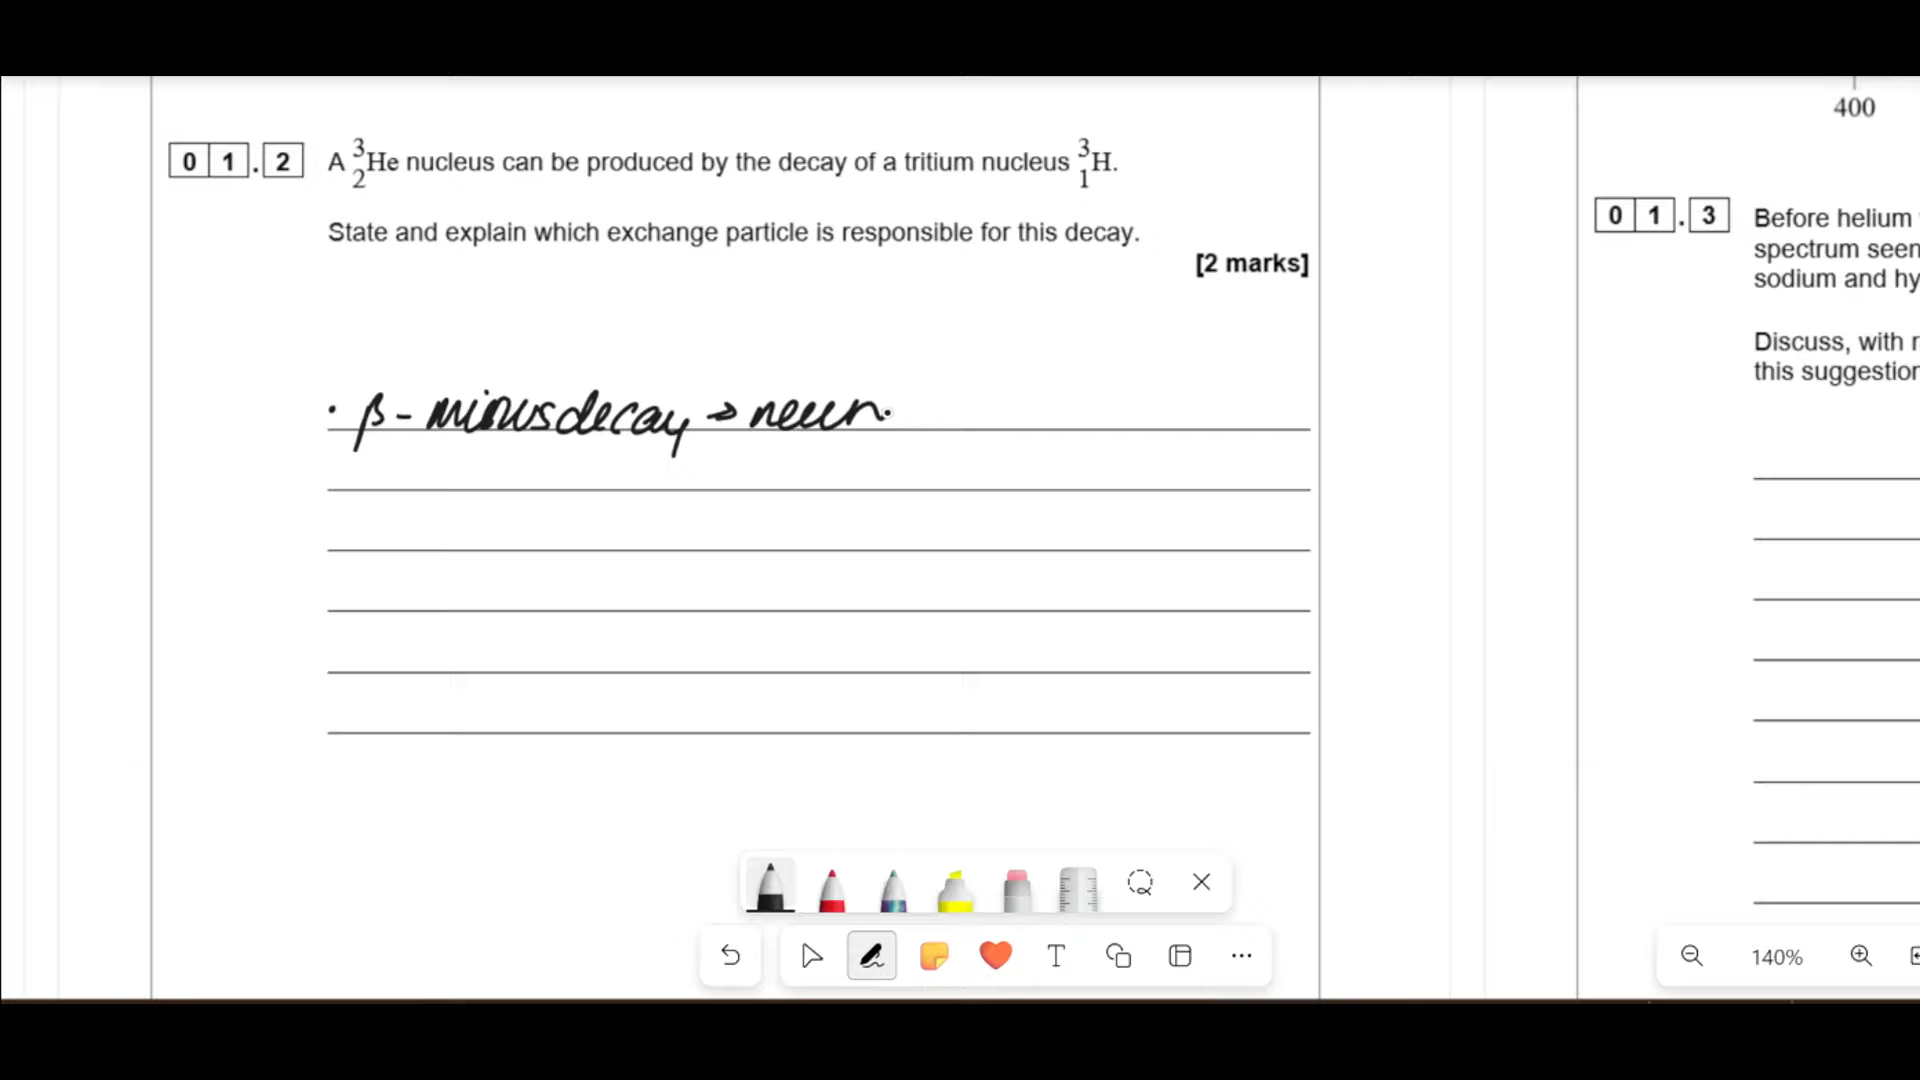 400
0 1 . 2 A ³₂He nucleus can be produced by the decay of a tritium nucleus ³₁H.
State and explain which exchange particle is responsible for this decay.
[2 marks]
· β - minus decay →
0 1 . 3 Before helium
spectrum seen
sodium and hy
Discuss, with r
this suggestion
T
140%